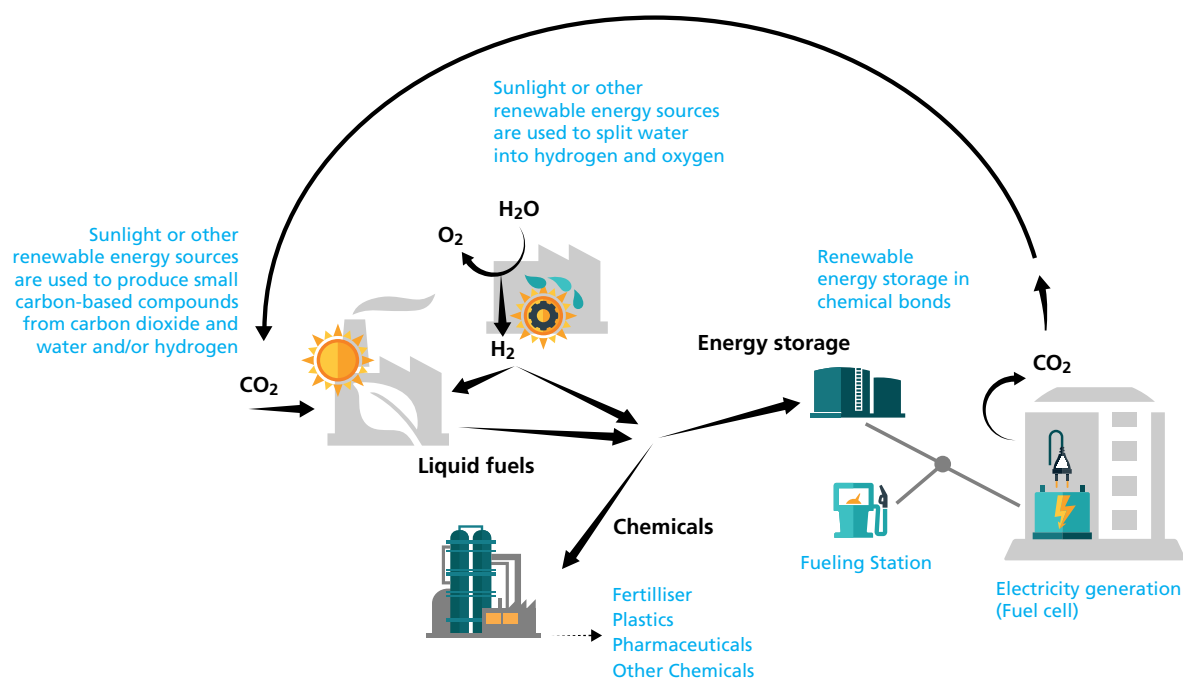 Sunlight or other
renewable energy sources
are used to split water
into hydrogen and oxygen
H₂O
O₂
H₂
Sunlight or other
renewable energy sources
are used to produce small
carbon-based compounds
from carbon dioxide and
water and/or hydrogen
CO₂
Liquid fuels
Renewable
energy storage in
chemical bonds
Energy storage
CO₂
Chemicals
Fueling Station
Electricity generation
(Fuel cell)
Fertilliser
Plastics
Pharmaceuticals
Other Chemicals